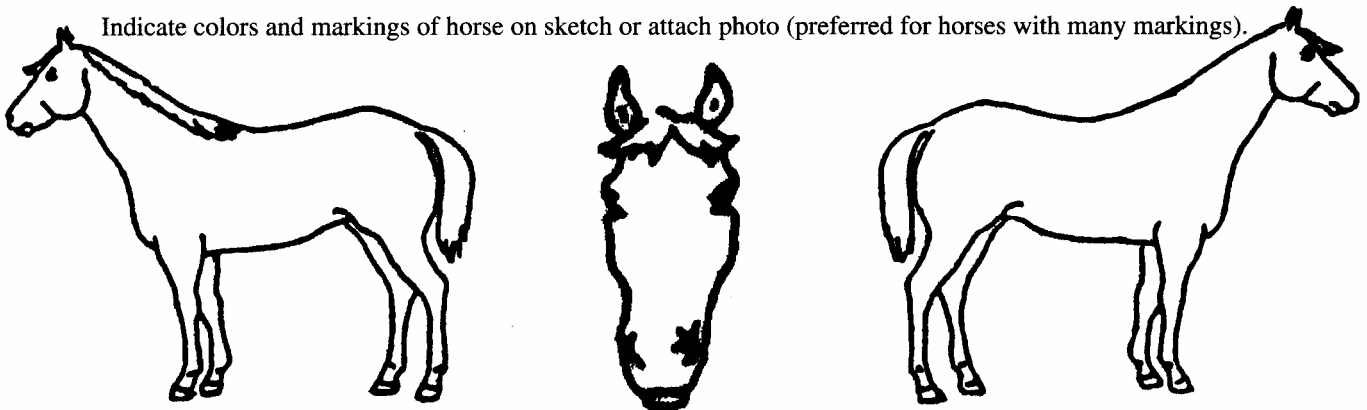 Indicate colors and markings of horse on sketch or attach photo (preferred for horses with many markings).